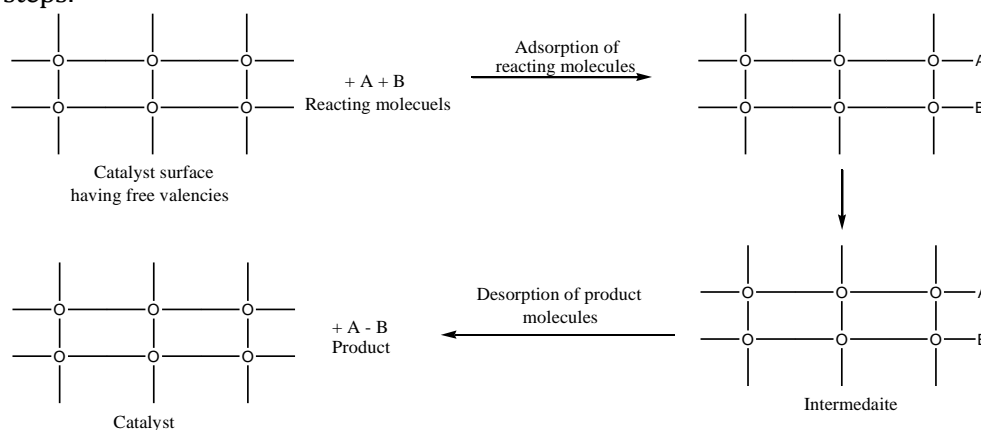 steps.
O O O
O O O
+ A + B
Reacting molecuels
Adsorption of
reacting molecules
O O O A
O O O B
Catalyst surface
having free valencies
O O O
O O O
+ A - B
Product
Desorption of product
molecules
O O O A
O O O B
Intermedaite
Catalyst